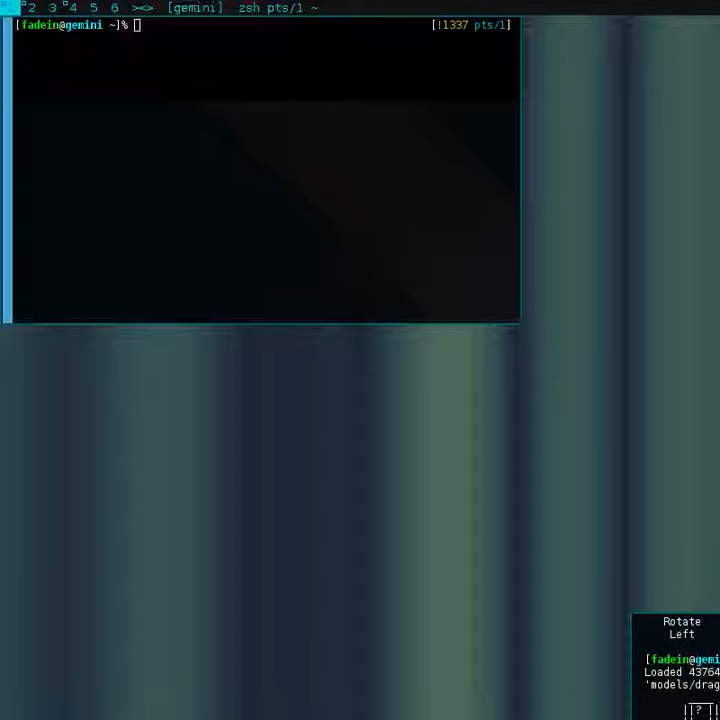 1 2 3 4 5 6 ><> [gemini] zsh pts/1 ~
[fadein@gemini ~]% [!1337 pts/1]
Rotate
Left
[fadein@gemi
Loaded 43764
'models/drag
||? ||